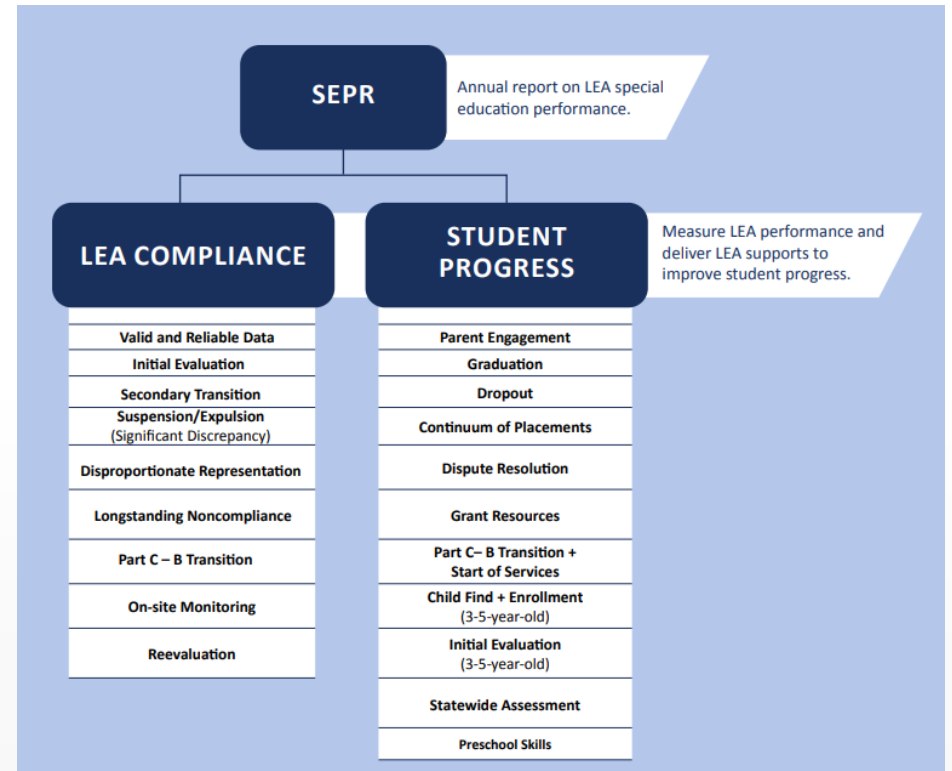 SEPR
Annual report on LEA special
education performance.
LEA COMPLIANCE
STUDENT
PROGRESS
Measure LEA performance and
deliver LEA supports to
improve student progress.
Valid and Reliable Data
Initial Evaluation
Secondary Transition
Suspension/Expulsion
(Significant Discrepancy)
Disproportionate Representation
Longstanding Noncompliance
Part C – B Transition
On-site Monitoring
Reevaluation
Parent Engagement
Graduation
Dropout
Continuum of Placements
Dispute Resolution
Grant Resources
Part C– B Transition +
Start of Services
Child Find + Enrollment
(3-5-year-old)
Initial Evaluation
(3-5-year-old)
Statewide Assessment
Preschool Skills